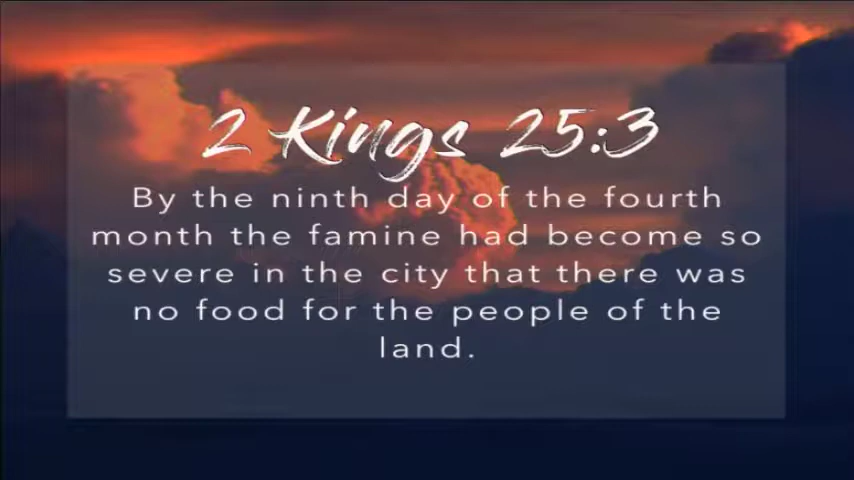 2 Kings 25:3
By the ninth day of the fourth
month the famine had become so
severe in the city that there was
no food for the people of the
land.